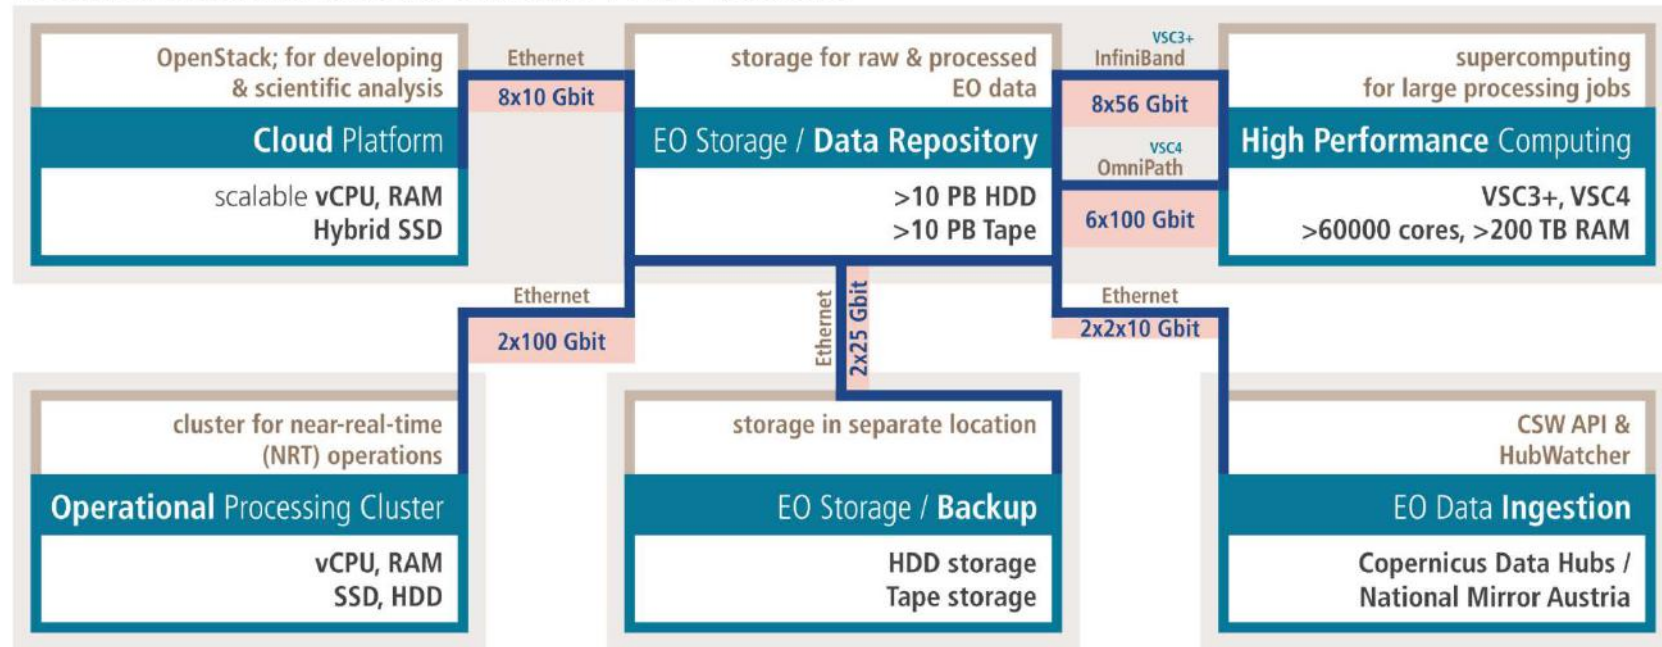 OpenStack; for developing
& scientific analysis
Cloud Platform
scalable vCPU, RAM
Hybrid SSD
Ethernet
8x10 Gbit
storage for raw & processed
EO data
EO Storage / Data Repository
>10 PB HDD
>10 PB Tape
VSC3+
InfiniBand
8x56 Gbit
VSC4
OmniPath
6x100 Gbit
supercomputing
for large processing jobs
High Performance Computing
VSC3+, VSC4
>60000 cores, >200 TB RAM
Ethernet
2x100 Gbit
Ethernet
2x25 Gbit
Ethernet
2x2x10 Gbit
cluster for near-real-time
(NRT) operations
Operational Processing Cluster
vCPU, RAM
SSD, HDD
storage in separate location
EO Storage / Backup
HDD storage
Tape storage
CSW API &
HubWatcher
EO Data Ingestion
Copernicus Data Hubs /
National Mirror Austria